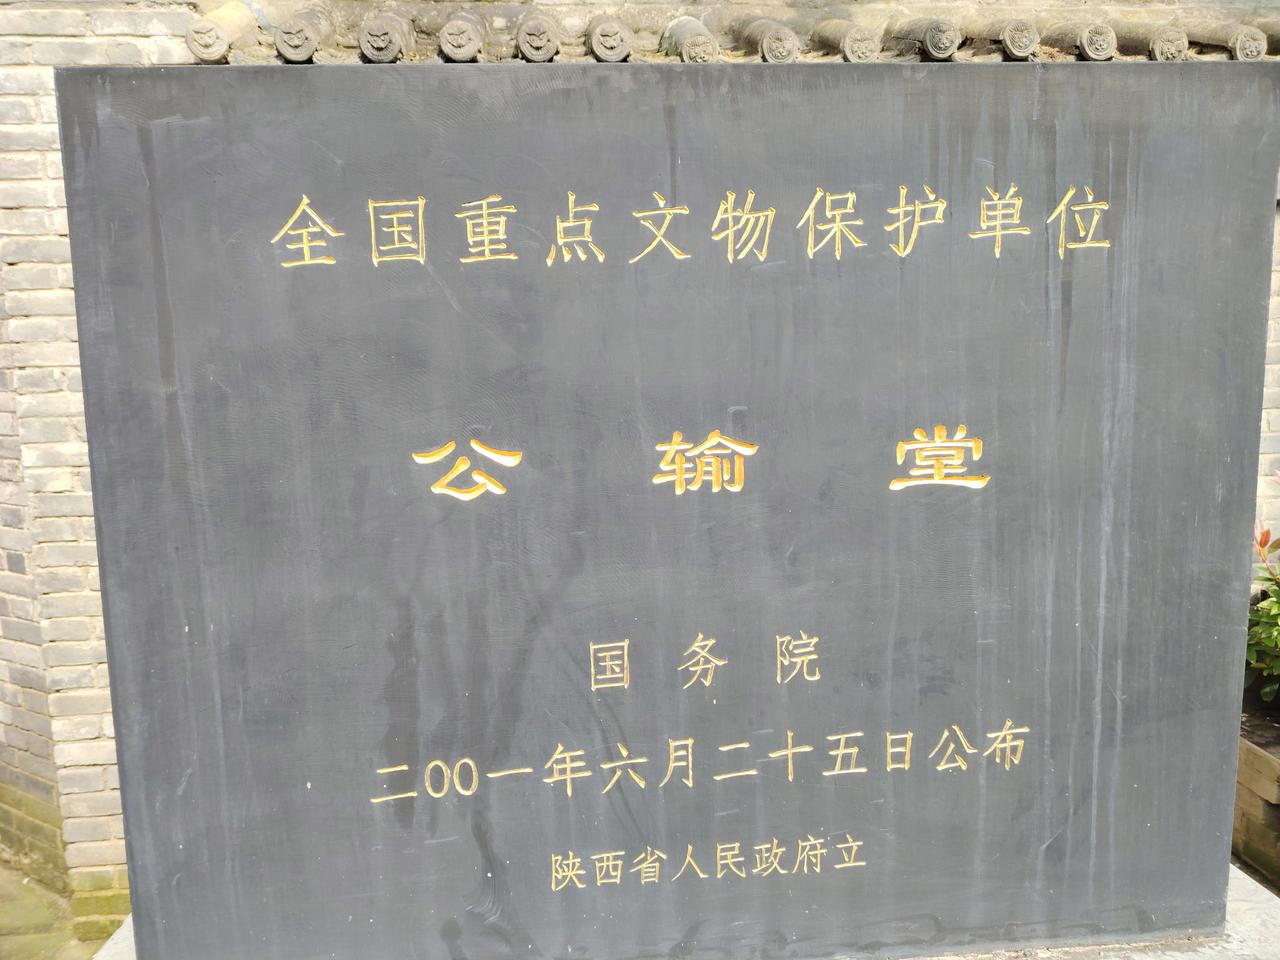 全国重点文物保护单位
公输堂
国务院
二00一年六月二十五日公布
陕西省人民政府立